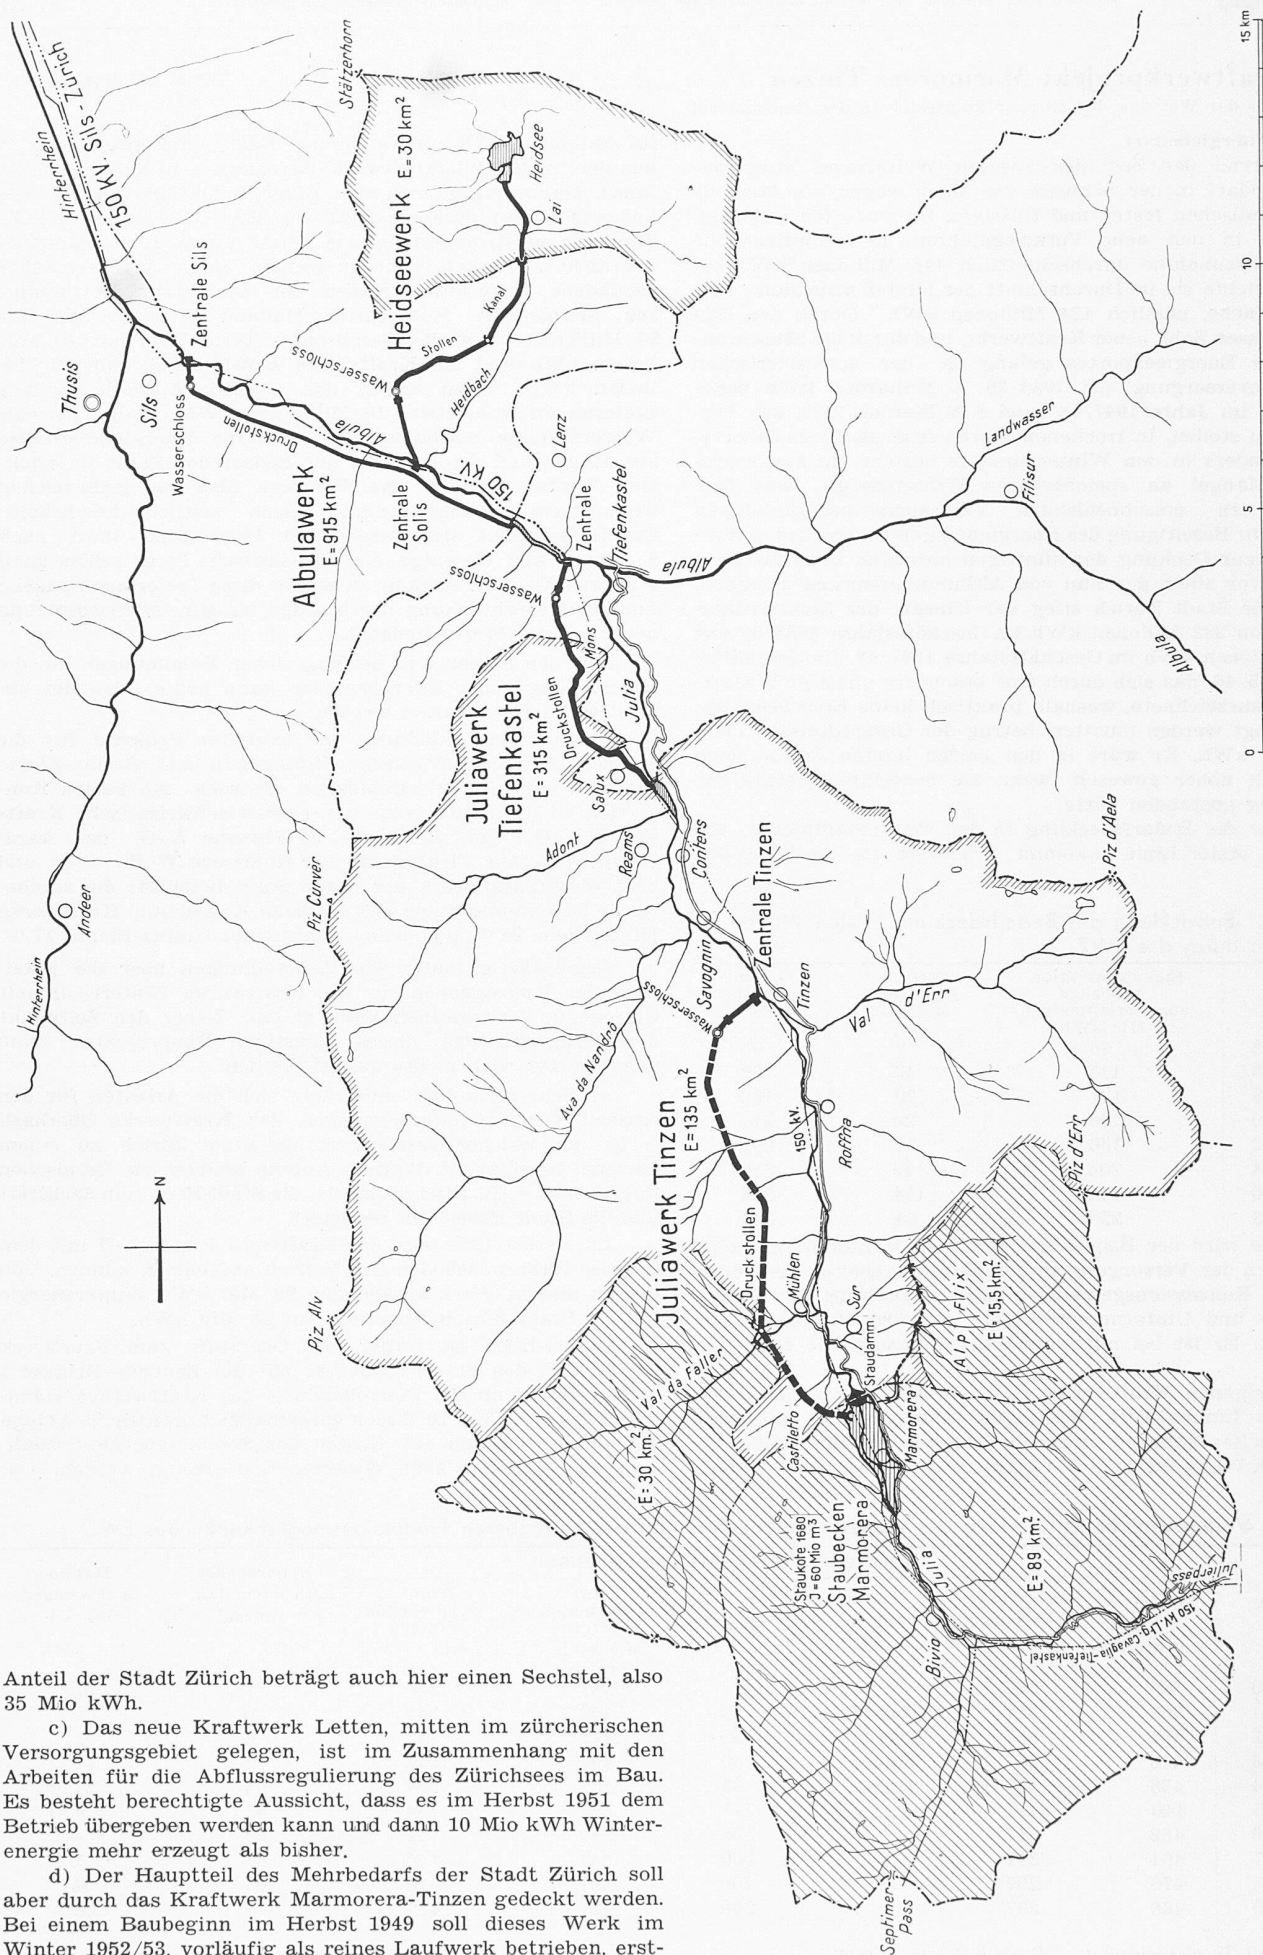 Hinterrhein
150 KV. Sils - Zürich
Stätzerhorn
Heidseewerk E=30 km²
Heidsee
Lai
Zentrale Sils
Thusis
Sils
Wasserschloss
Druckstollen
Albula
Wasserschloss
Stollen
Kanal
Heidbach
Albulawerk
E=915 km²
Zentrale
Solis
150 KV.
Lenz
Zentrale
Tiefenkastel
Wasserschloss
Albula
Landwasser
Filisur
Albula
Juliawerk
Tiefenkastel
E=315 km²
Druckstollen
Mons
Julia
Salux
Adont
Reams
Conters
Savognin
Zentrale Tinzen
Tinzen
Wasserschloss
Val d'Err
Piz d'Aela
Andeer
Hinterrhein
Piz Curvèr
Ava da Nandrô
Juliawerk Tinzen
E=135 km²
150 kv.
Roffna
Piz d'Err
N
Druckstollen
Mühlen
Sur
Staudamm
Alp Flix
E=15,5 km²
Piz Alv
Val da Faller
E=30 km²
Castiletto
Marmorera
Staukote 1680
J=60 Mio m³
Staubecken
Marmorera
Julia
E=89 km²
Bivio
Julierpass
150 kV. Ltg. Cavaglia-Tiefenkastel
Septimer-
Pass
0 5 10 15 km
Anteil der Stadt Zürich beträgt auch hier einen Sechstel, also
35 Mio kWh.
c) Das neue Kraftwerk Letten, mitten im zürcherischen
Versorgungsgebiet gelegen, ist im Zusammenhang mit den
Arbeiten für die Abflussregulierung des Zürichsees im Bau.
Es besteht berechtigte Aussicht, dass es im Herbst 1951 dem
Betrieb übergeben werden kann und dann 10 Mio kWh Winter-
energie mehr erzeugt als bisher.
d) Der Hauptteil des Mehrbedarfs der Stadt Zürich soll
aber durch das Kraftwerk Marmorera-Tinzen gedeckt werden.
Bei einem Baubeginn im Herbst 1949 soll dieses Werk im
Winter 1952/53, vorläufig als reines Laufwerk betrieben, erst-